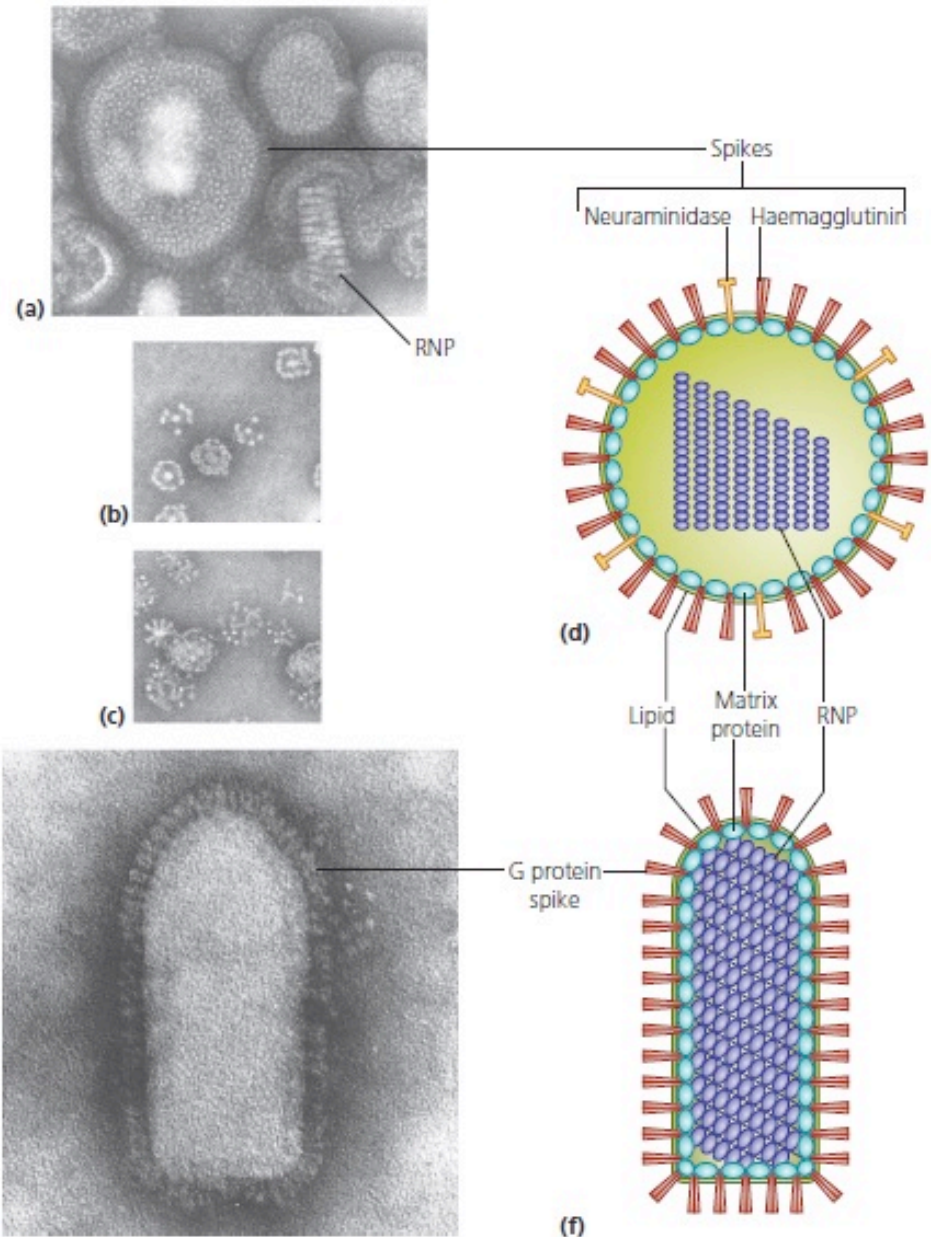 Spikes
Neuraminidase Haemagglutinin
(a)
RNP
(b)
(c)
(d)
Lipid
Matrix
protein
RNP
G protein
spike
(f)